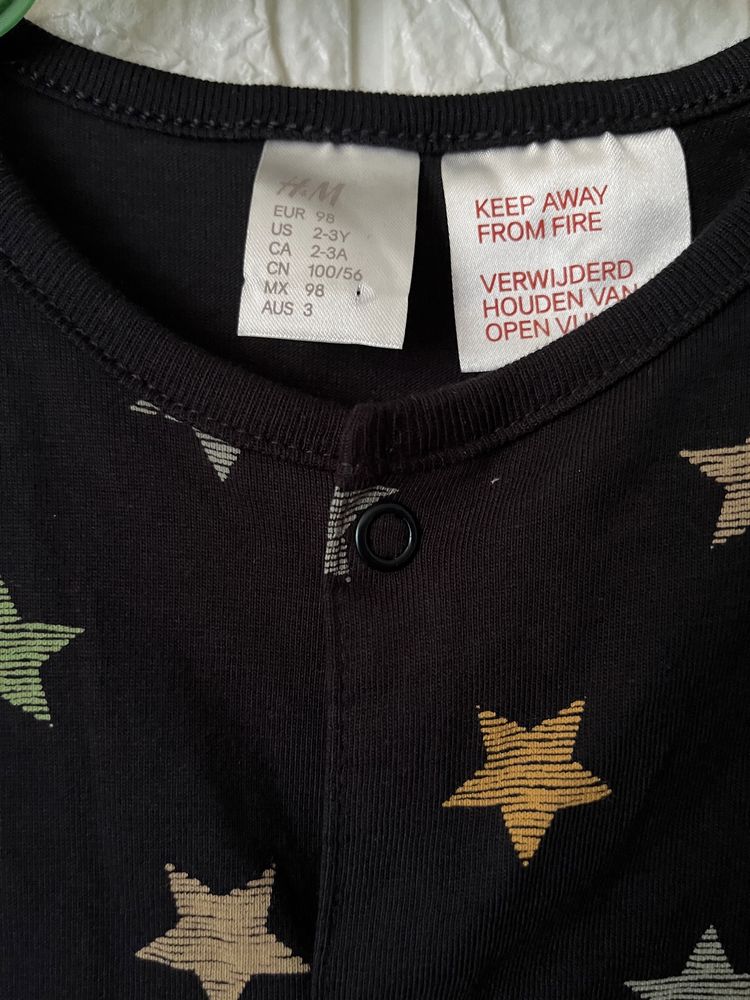 H&M
EUR 98
US 2-3Y
CA 2-3A
CN 100/56
MX 98
AUS 3
KEEP AWAY
FROM FIRE
VERWIJDERD
HOUDEN VAN
OPEN